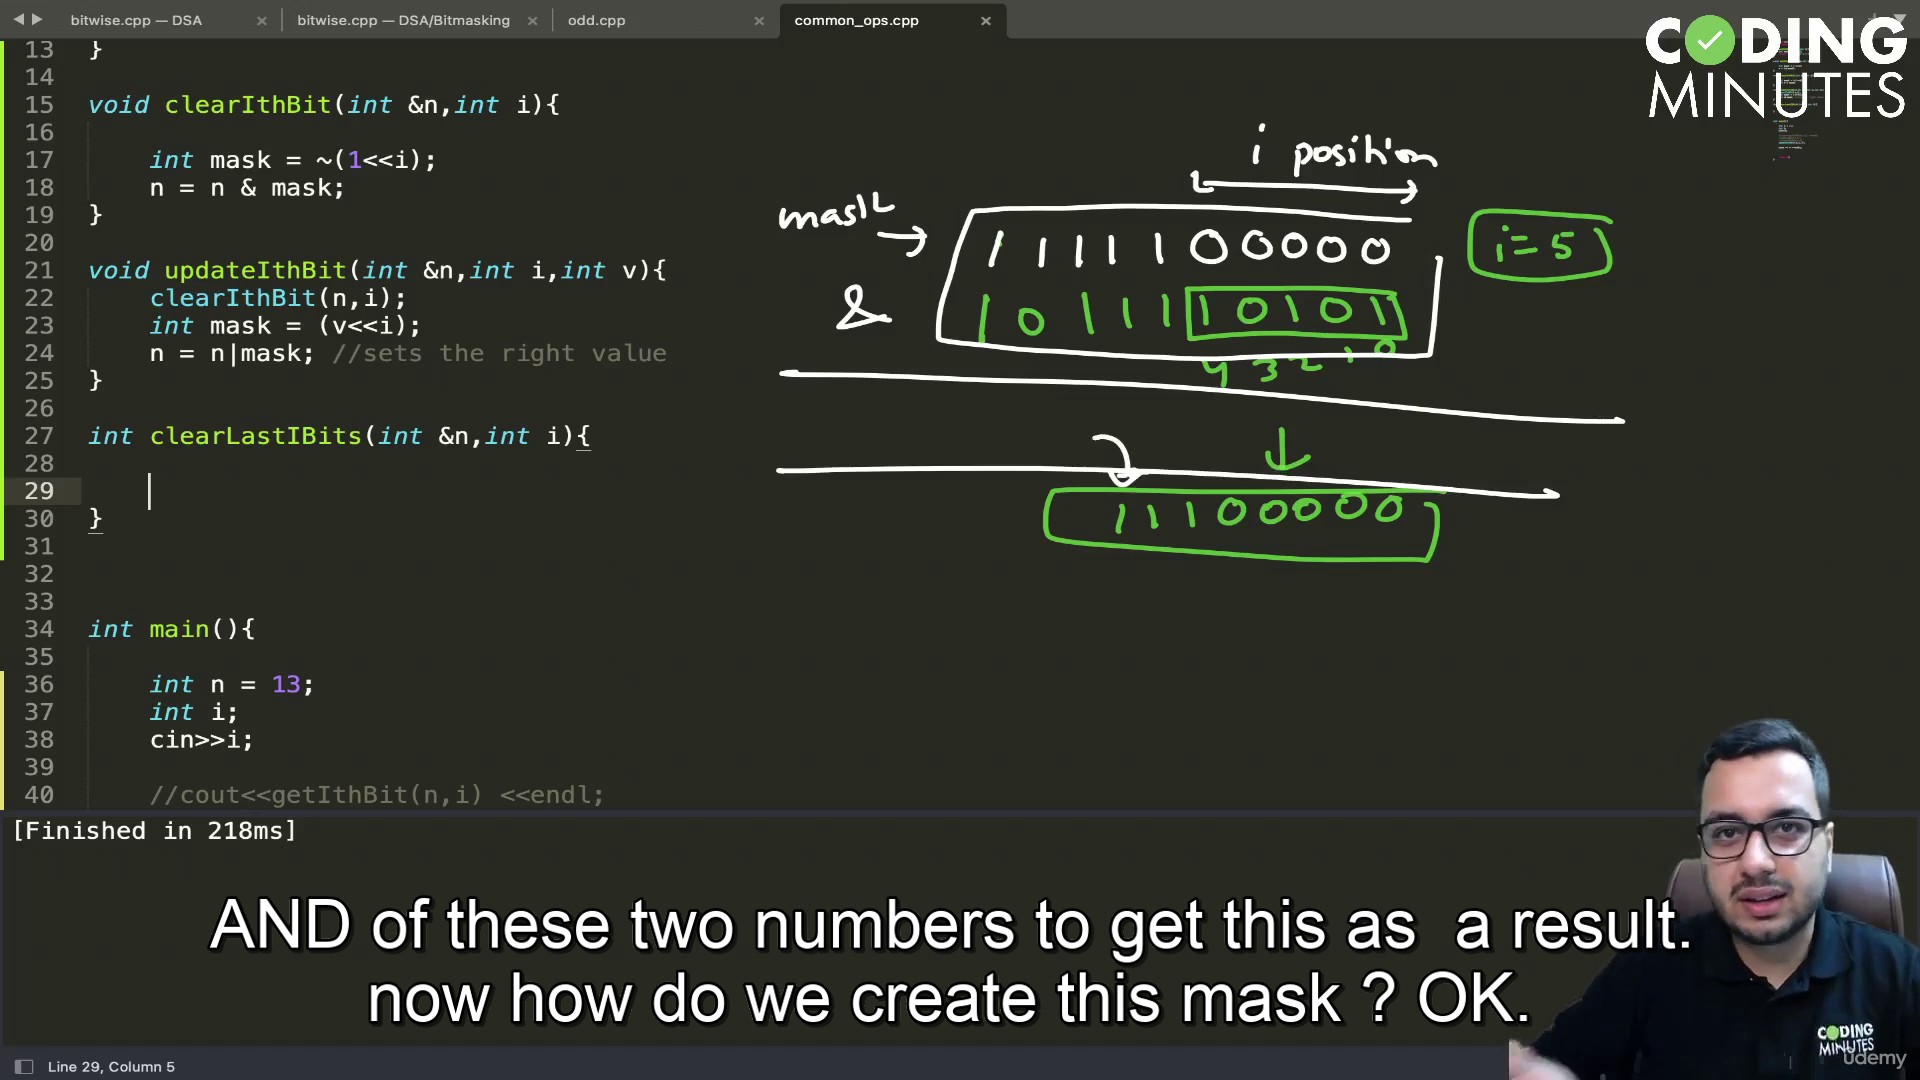 bitwise.cpp — DSA
bitwise.cpp — DSA/Bitmasking
odd.cpp
common_ops.cpp
CODING
MINUTES
13 }
14
15 void clearIthBit(int &n,int i){
16
17 int mask = ~(1<<i);
18 n = n & mask;
19 }
20
21 void updateIthBit(int &n,int i,int v){
22 clearIthBit(n,i);
23 int mask = (v<<i);
24 n = n|mask; //sets the right value
25 }
26
27 int clearLastIBits(int &n,int i){
28
29
30 }
31
32
33
34 int main(){
35
36 int n = 13;
37 int i;
38 cin>>i;
39
40 //cout<<getIthBit(n,i) <<endl;
i position
mask
1 1 1 1 1 0 0 0 0 0
i = 5
&
1 0 1 1 1 1 0 1 0 1
4 3 2 1 0
1 1 1 0 0 0 0 0
[Finished in 218ms]
AND of these two numbers to get this as a result.
now how do we create this mask ? OK.
CODING
MINUTES
udemy
Line 29, Column 5